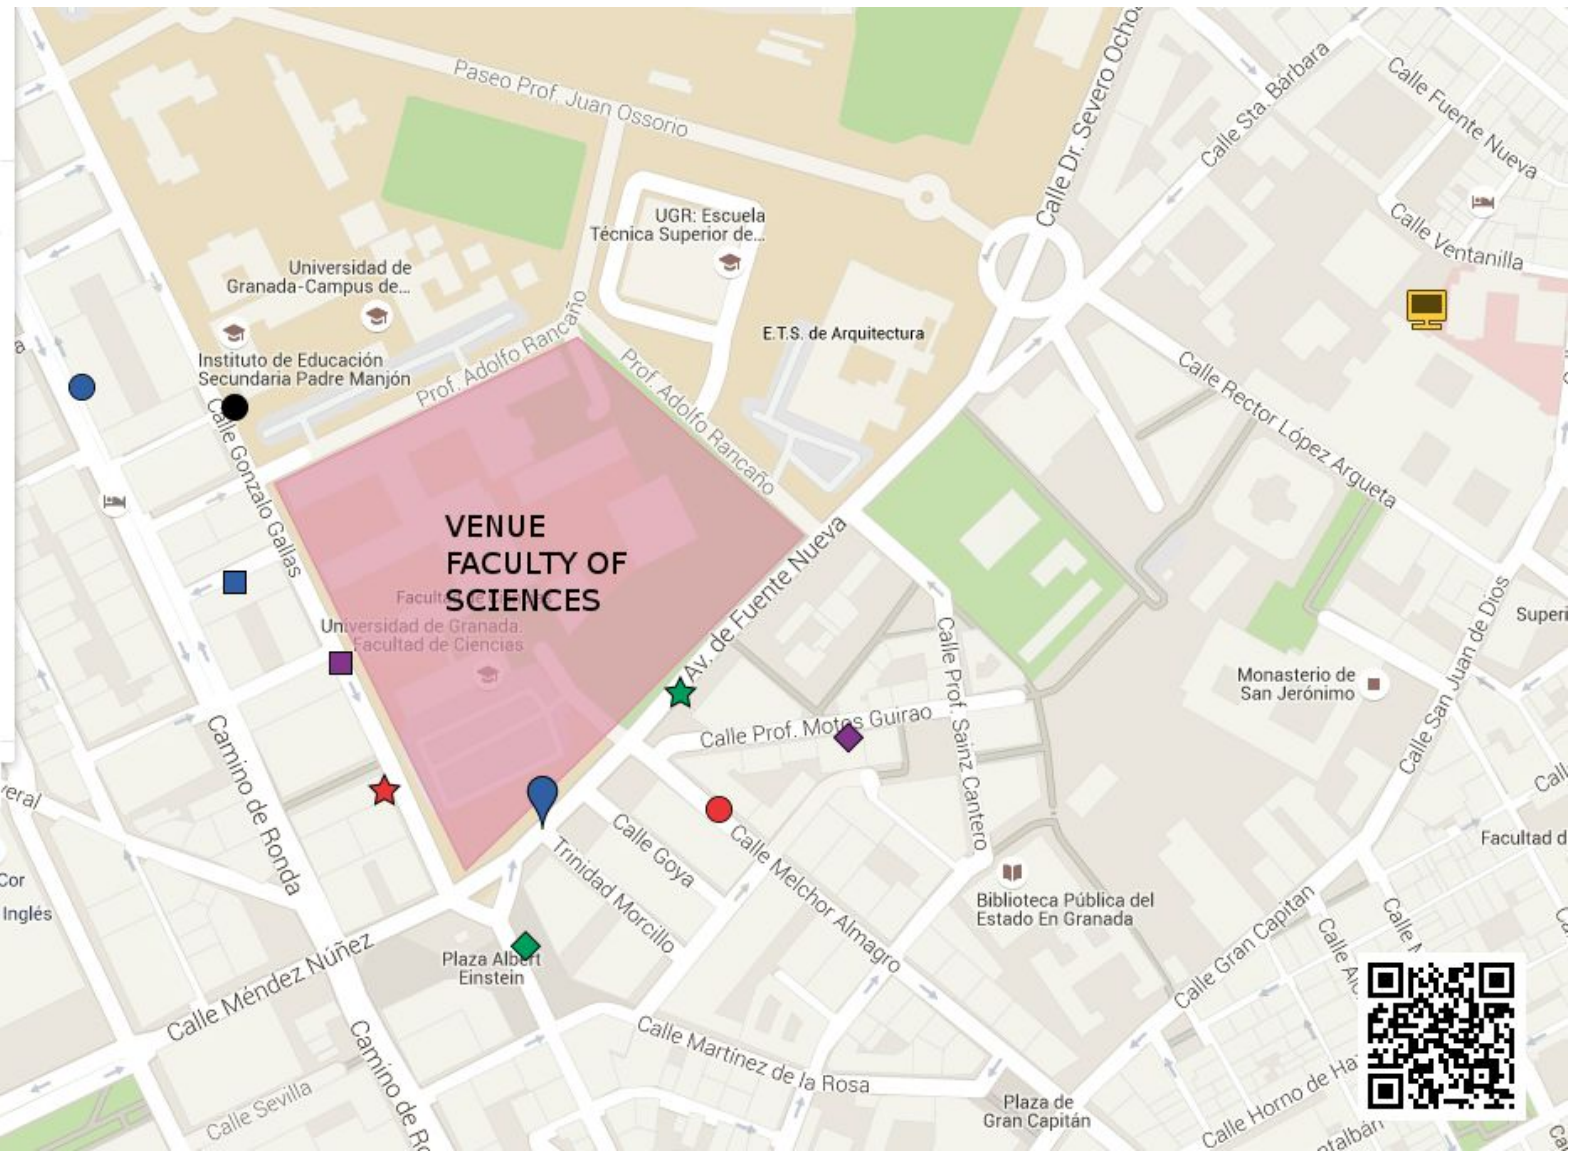 Paseo Prof. Juan Ossorio
Calle Dr. Severo Ochoa
Calle Sta. Bárbara
Calle Fuente Nueva
Calle Ventanilla
UGR: Escuela
Técnica Superior de...
Universidad de
Granada-Campus de...
E.T.S. de Arquitectura
Instituto de Educación
Secundaria Padre Manjón
Prof. Adolfo Rancaño
Prof. Adolfo Rancaño
Calle Rector López Argueta
Calle Gonzalo Gallas
VENUE
FACULTY OF
SCIENCES
Universidad de Granada.
Facultad de Ciencias
Av. de Fuente Nueva
Calle Prof. Sainz Cantero
Calle Prof. Motos Guirao
Monasterio de
San Jerónimo
Calle San Juan de Dios
Superi
Camino de Ronda
eral
Calle Goya
Calle Melchor Almagro
Trinidad Morcillo
Biblioteca Pública del
Estado En Granada
Facultad d
Cor
Inglés
Calle Gran Capitan
Plaza Albert
Einstein
Calle Méndez Núñez
Calle Martínez de la Rosa
Camino de Ro
Calle Sevilla
Plaza de
Gran Capitán
Calle Horno de Ha
ntalbán